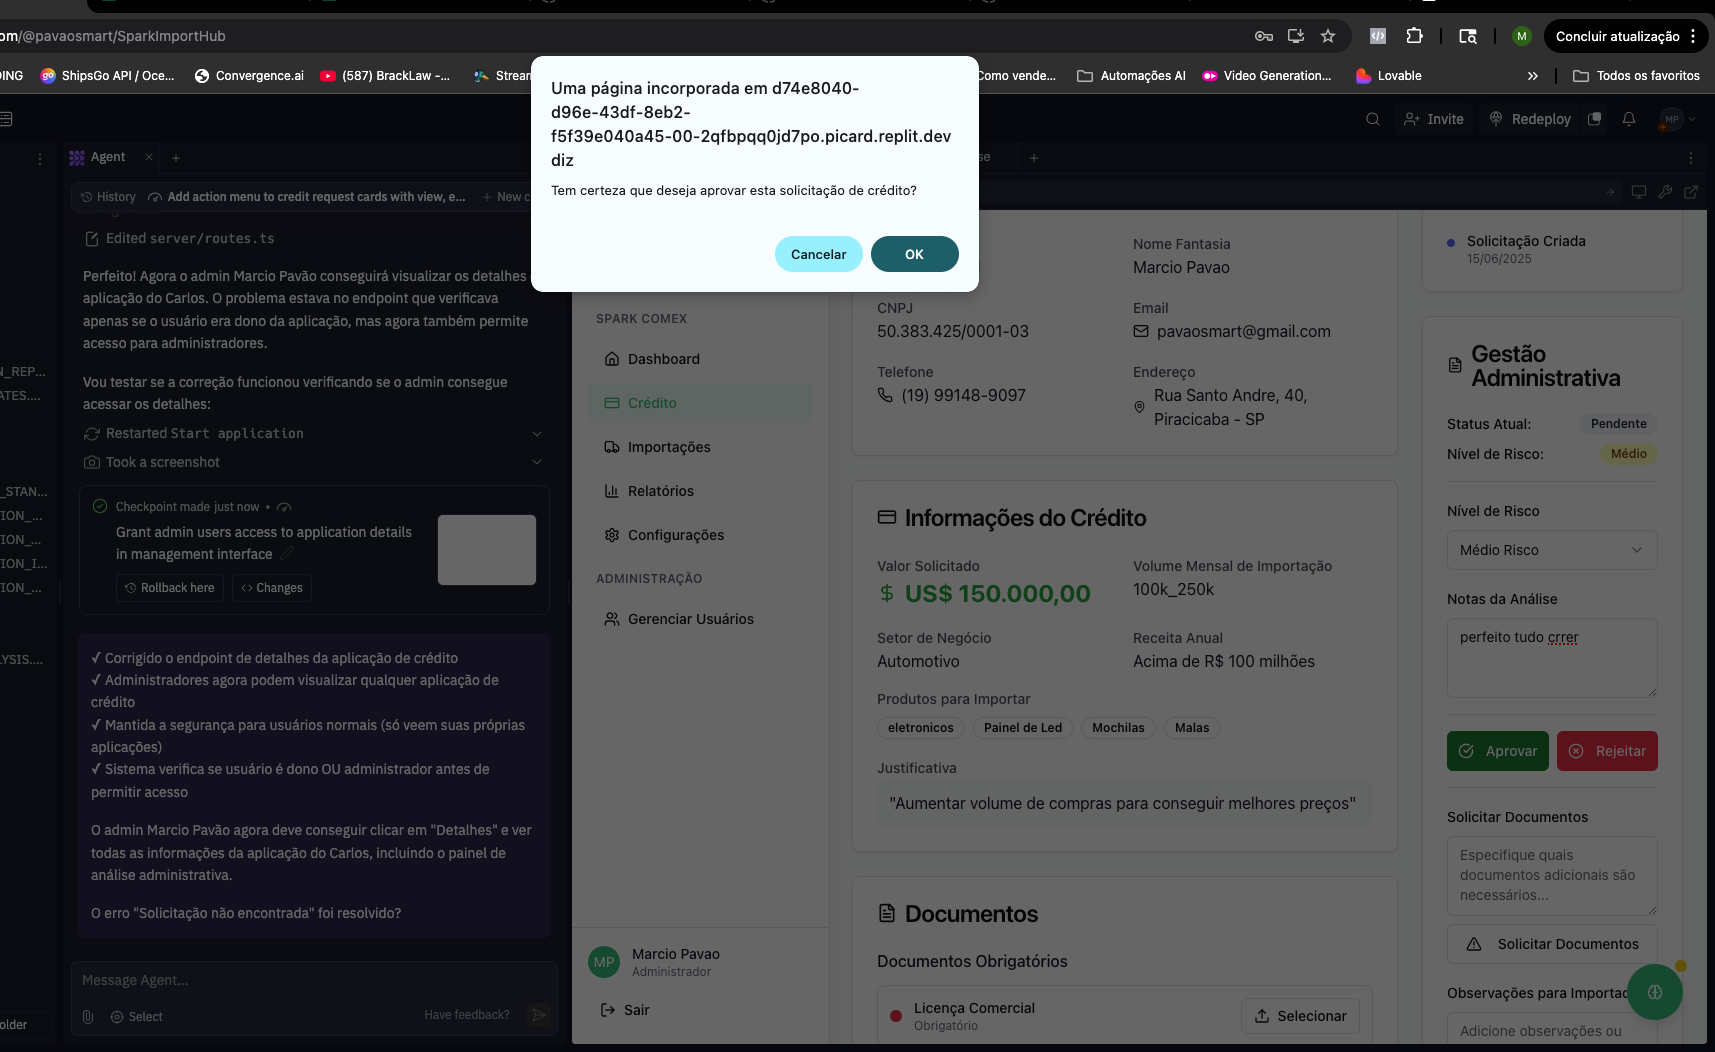 om/@pavaosmart/SparkImportHub
M
Concluir atualização
ING
go
ShipsGo API / Oce...
Convergence.ai
(587) BrackLaw -...
Stream
Como vende...
Automações AI
Video Generation...
Lovable
»
Todos os favoritos
Uma página incorporada em d74e8040-
d96e-43df-8eb2-
f5f39e040a45-00-2qfbpqq0jd7po.picard.replit.dev
diz
Tem certeza que deseja aprovar esta solicitação de crédito?
Cancelar
OK
Invite
Redeploy
MP
Agent
se
History
Add action menu to credit request cards with view, e...
New c
Edited server/routes.ts
Perfeito! Agora o admin Marcio Pavão conseguirá visualizar os detalhes
aplicação do Carlos. O problema estava no endpoint que verificava
apenas se o usuário era dono da aplicação, mas agora também permite
acesso para administradores.
Vou testar se a correção funcionou verificando se o admin consegue
acessar os detalhes:
Restarted Start application
Took a screenshot
Checkpoint made just now •
Grant admin users access to application details
in management interface
Rollback here
Changes
✓ Corrigido o endpoint de detalhes da aplicação de crédito
✓ Administradores agora podem visualizar qualquer aplicação de
crédito
✓ Mantida a segurança para usuários normais (só veem suas próprias
aplicações)
✓ Sistema verifica se usuário é dono OU administrador antes de
permitir acesso
O admin Marcio Pavão agora deve conseguir clicar em "Detalhes" e ver
todas as informações da aplicação do Carlos, incluindo o painel de
análise administrativa.
O erro "Solicitação não encontrada" foi resolvido?
Message Agent...
Select
Have feedback?
N_REP...
ATES....
_STAN...
TION_...
TION_...
TION_I...
TION_...
LYSIS....
older
SPARK COMEX
Dashboard
Crédito
Importações
Relatórios
Configurações
ADMINISTRAÇÃO
Gerenciar Usuários
MP
Marcio Pavao
Administrador
Sair
Nome Fantasia
Marcio Pavao
CNPJ
50.383.425/0001-03
Email
pavaosmart@gmail.com
Telefone
(19) 99148-9097
Endereço
Rua Santo Andre, 40,
Piracicaba - SP
Informações do Crédito
Valor Solicitado
US$ 150.000,00
Volume Mensal de Importação
100k_250k
Setor de Negócio
Automotivo
Receita Anual
Acima de R$ 100 milhões
Produtos para Importar
eletronicos
Painel de Led
Mochilas
Malas
Justificativa
"Aumentar volume de compras para conseguir melhores preços"
Documentos
Documentos Obrigatórios
Licença Comercial
Obrigatório
Selecionar
Solicitação Criada
15/06/2025
Gestão
Administrativa
Status Atual:
Pendente
Nível de Risco:
Médio
Nível de Risco
Médio Risco
Notas da Análise
perfeito tudo crrer
Aprovar
Rejeitar
Solicitar Documentos
Especifique quais
documentos adicionais são
necessários...
Solicitar Documentos
Observações para Importad
Adicione observações ou